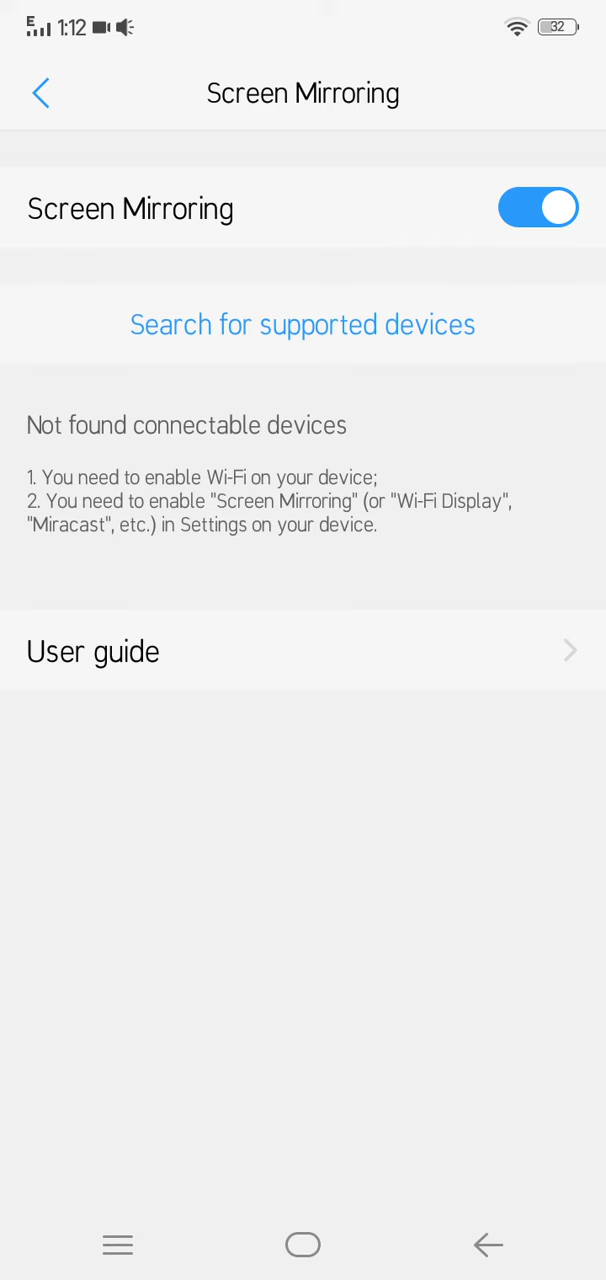 E
1:12
32
Screen Mirroring
Screen Mirroring
Search for supported devices
Not found connectable devices
1. You need to enable Wi-Fi on your device;
2. You need to enable "Screen Mirroring" (or "Wi-Fi Display",
"Miracast", etc.) in Settings on your device.
User guide